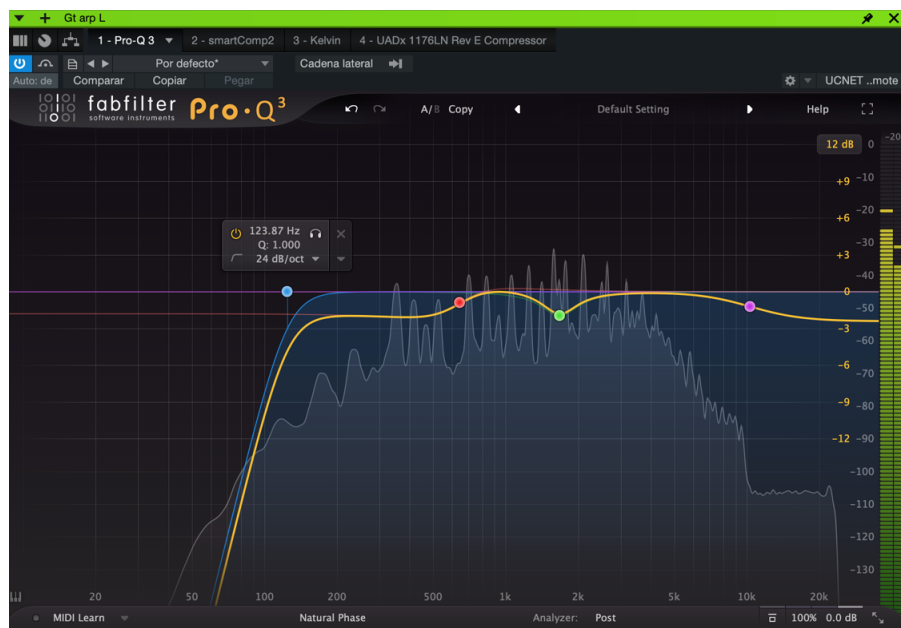 Gt arp L
1 - Pro-Q 3 2 - smartComp2 3 - Kelvin 4 - UADx 1176LN Rev E Compressor
Por defecto* Cadena lateral
Auto: de Comparar Copiar Pegar UCNET ..mote
fabfilter Pro·Q3
software instruments
A/B Copy Default Setting Help
12 dB 0 -20
+9 -10
+6 -20
123.87 Hz
Q: 1.000
24 dB/oct
-30
+3
-40
0
-50
-3
-60
-6
-70
-9 -80
-12 -90
-100
-110
-120
-130
20 50 100 200 500 1k 2k 5k 10k 20k
MIDI Learn Natural Phase Analyzer: Post 100% 0.0 dB